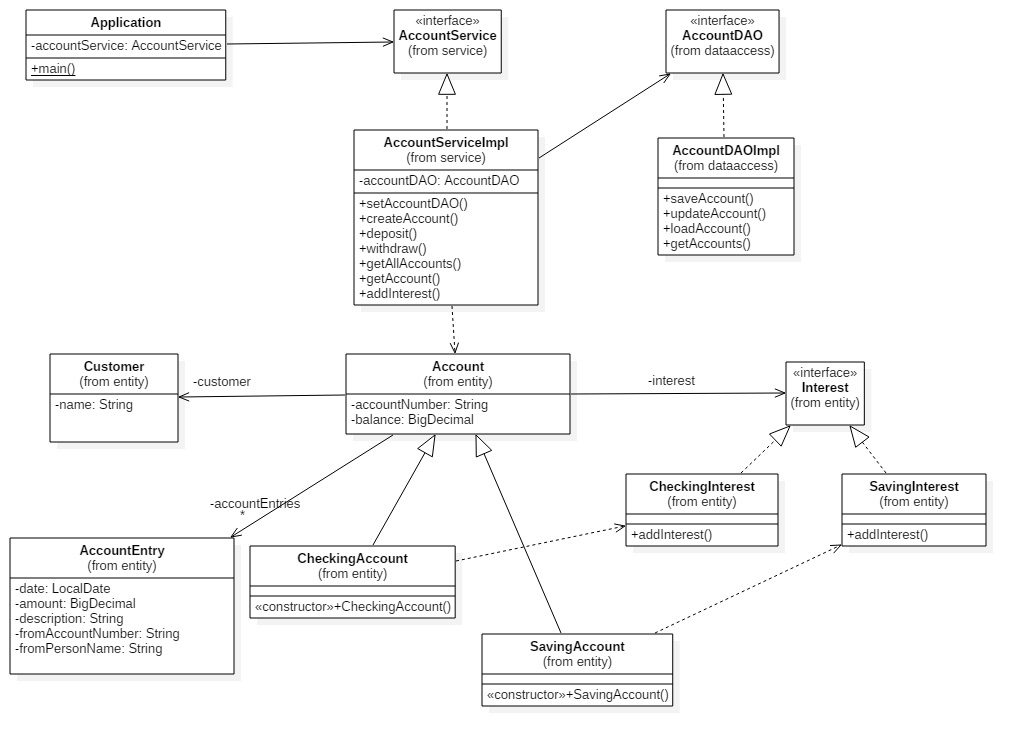 Application
-accountService: AccountService
+main()
«interface»
AccountService
(from service)
«interface»
AccountDAO
(from dataaccess)
AccountServiceImpl
(from service)
-accountDAO: AccountDAO
+setAccountDAO()
+createAccount()
+deposit()
+withdraw()
+getAllAccounts()
+getAccount()
+addInterest()
AccountDAOImpl
(from dataaccess)
+saveAccount()
+updateAccount()
+loadAccount()
+getAccounts()
Customer
(from entity)
-name: String
-customer
Account
(from entity)
-accountNumber: String
-balance: BigDecimal
-interest
«interface»
Interest
(from entity)
-accountEntries
*
CheckingInterest
(from entity)
+addInterest()
SavingInterest
(from entity)
+addInterest()
AccountEntry
(from entity)
-date: LocalDate
-amount: BigDecimal
-description: String
-fromAccountNumber: String
-fromPersonName: String
CheckingAccount
(from entity)
«constructor»+CheckingAccount()
SavingAccount
(from entity)
«constructor»+SavingAccount()